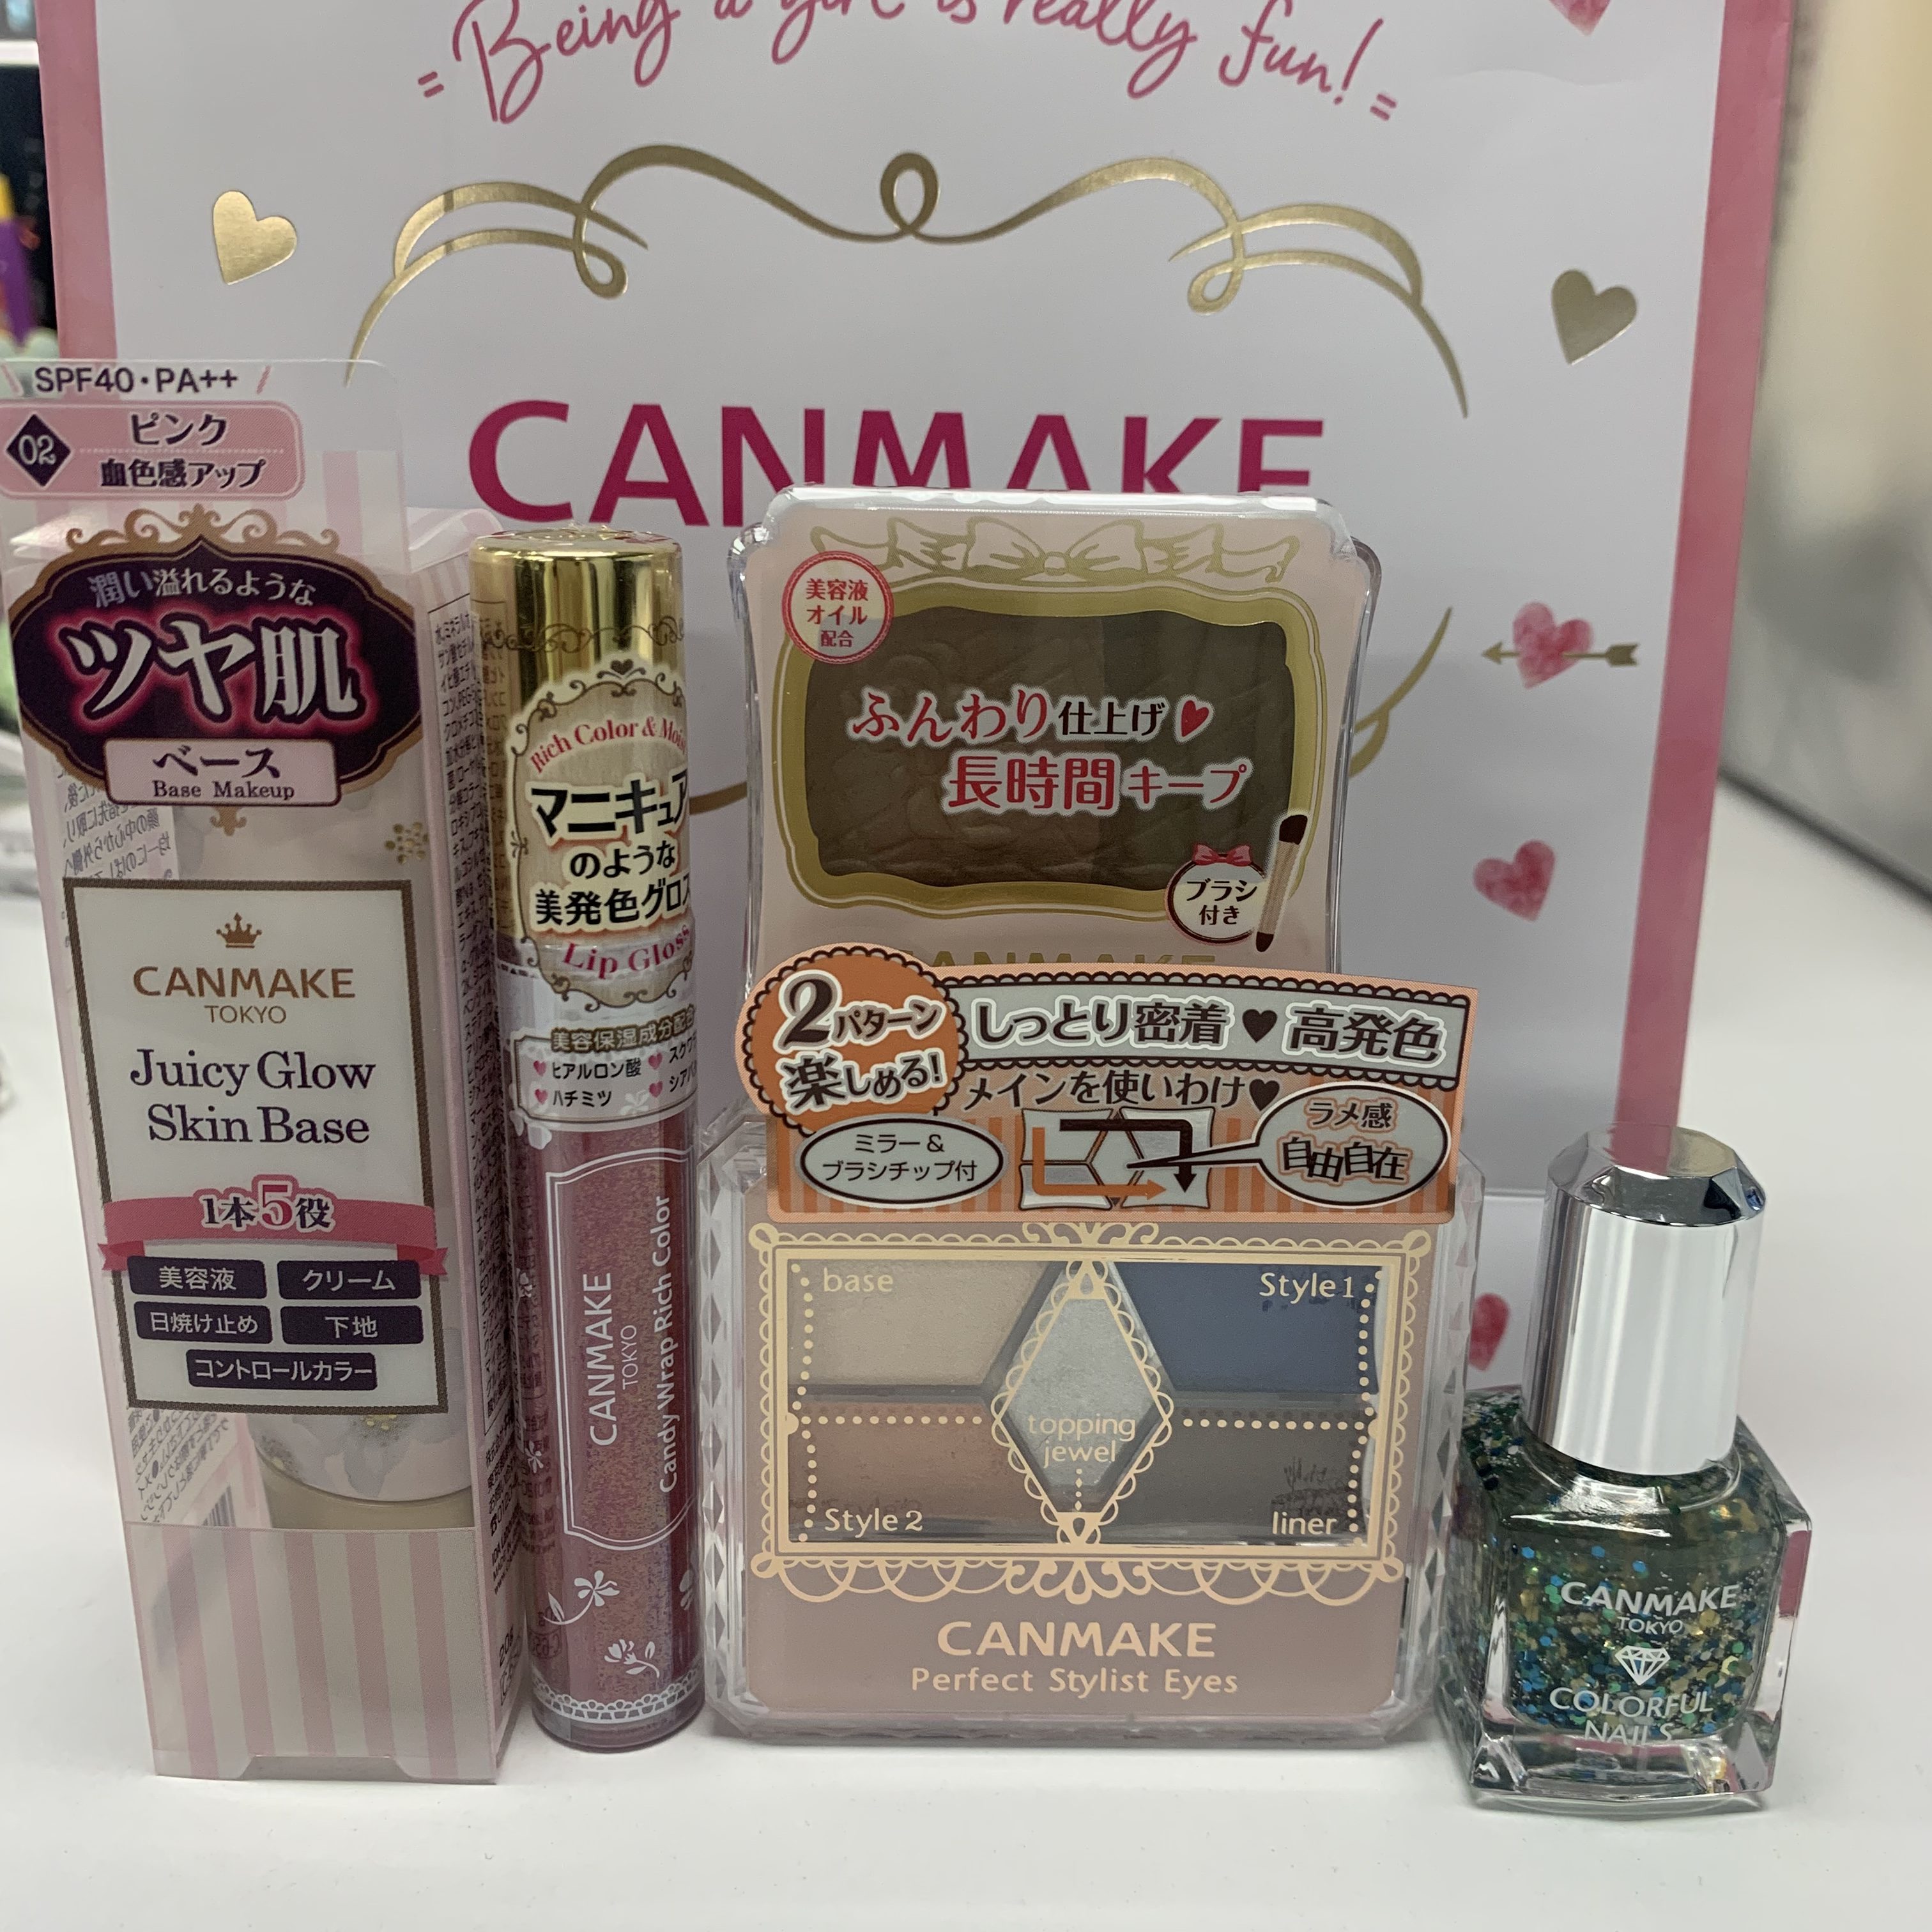 Being a girl is really fun!
CANMAKE
SPF40・PA++
02
ピンク
血色感アップ
潤い溢れるような
ツヤ肌
ベース
Base Makeup
CANMAKE
TOKYO
Juicy Glow
Skin Base
1本5役
美容液
クリーム
日焼け止め
下地
コントロールカラー
Rich Color & Mois
マニキュア
のような
美発色グロス
Lip Gloss
美容保湿成分配合
ヒアルロン酸
スクワ
ハチミツ
シアバ
CANMAKE
TOKYO
Candy Wrap Rich Color
美容液
オイル
配合
ふんわり仕上げ♥
長時間キープ
ブラシ
付き
CANMAKE
2パターン
楽しめる!
しっとり密着♥高発色
メインを使いわけ♥
ミラー&
ブラシチップ付
ラメ感
自由自在
base
Style1
topping
jewel
Style2
liner
CANMAKE
Perfect Stylist Eyes
CANMAKE
TOKYO
COLORFUL
NAILS